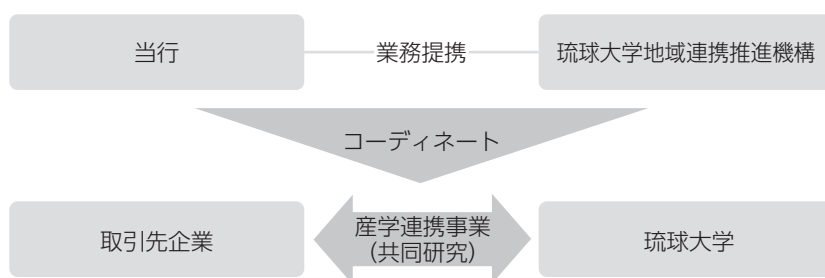 当行
業務提携
琉球大学地域連携推進機構
コーディネート
取引先企業
産学連携事業
(共同研究)
琉球大学